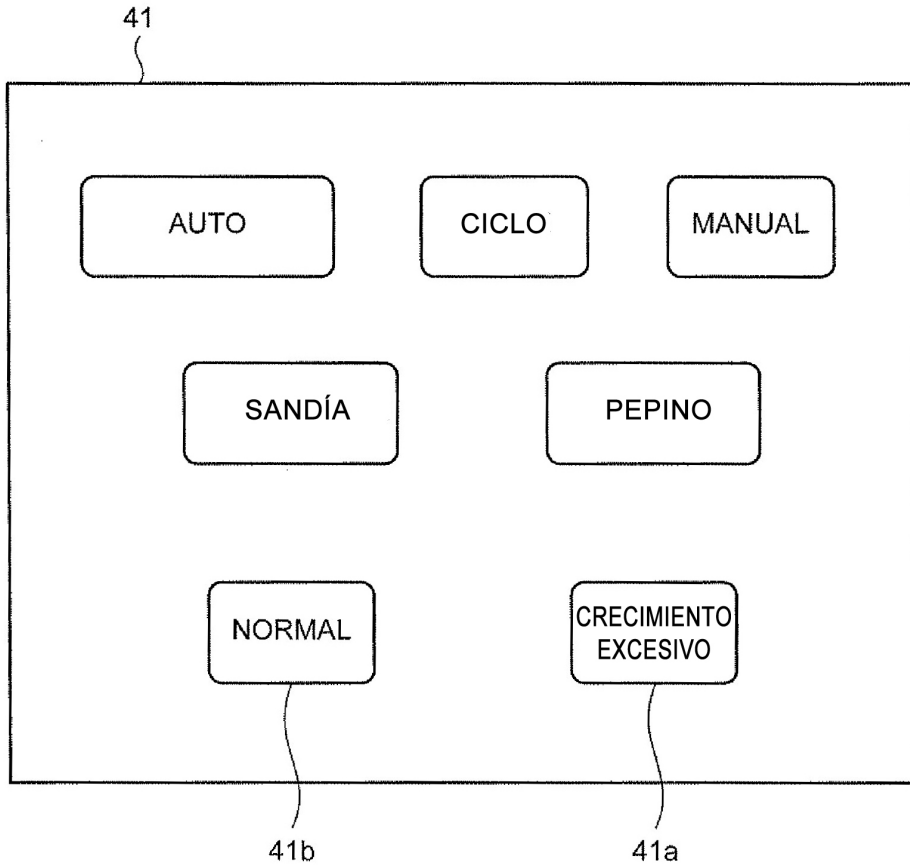 41
AUTO CICLO MANUAL
SANDÍA PEPINO
NORMAL CRECIMIENTO
EXCESIVO
41b 41a